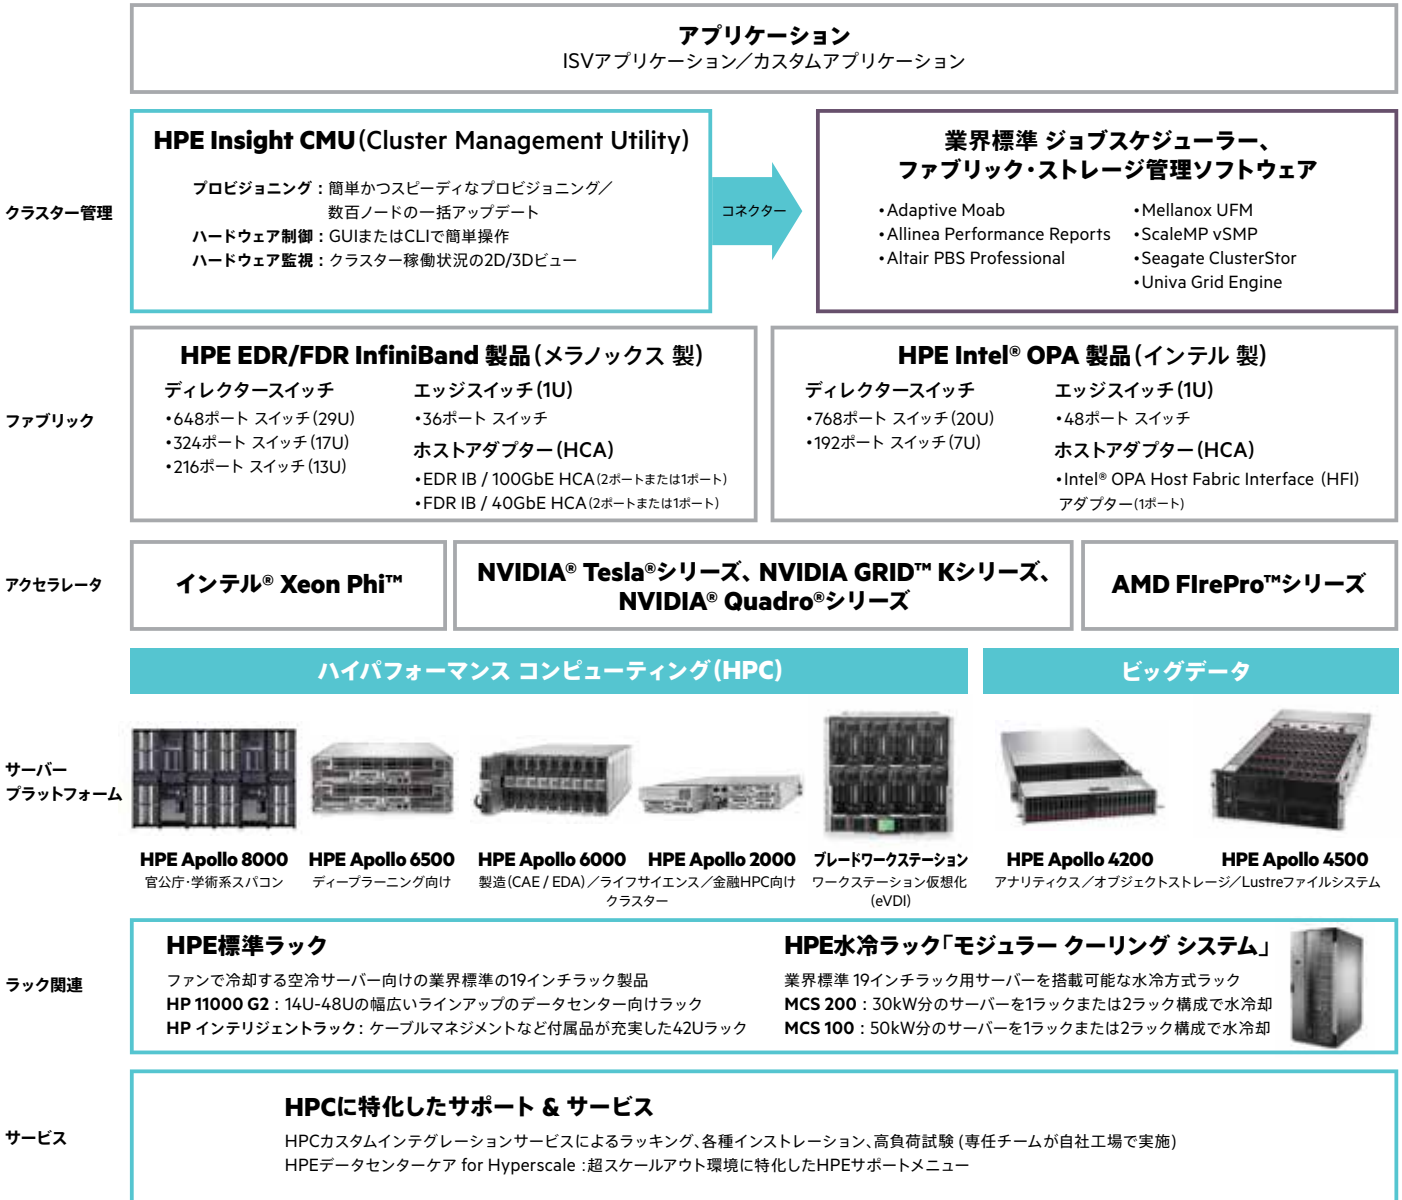 アプリケーション
ISVアプリケーション／カスタムアプリケーション
クラスター管理
HPE Insight CMU（Cluster Management Utility）
プロビジョニング：簡単かつスピーディなプロビジョニング／
数百ノードの一括アップデート
ハードウェア制御：GUIまたはCLIで簡単操作
ハードウェア監視：クラスター稼働状況の2D/3Dビュー
コネクター
業界標準 ジョブスケジューラー、
ファブリック・ストレージ管理ソフトウェア
•Adaptive Moab
•Allinea Performance Reports
•Altair PBS Professional
•Mellanox UFM
•ScaleMP vSMP
•Seagate ClusterStor
•Univa Grid Engine
ファブリック
HPE EDR/FDR InfiniBand 製品（メラノックス 製）
ディレクタースイッチ
•648ポート スイッチ（29U）
•324ポート スイッチ（17U）
•216ポート スイッチ（13U）
エッジスイッチ（1U）
•36ポート スイッチ
ホストアダプター（HCA）
•EDR IB / 100GbE HCA（2ポートまたは1ポート）
•FDR IB / 40GbE HCA（2ポートまたは1ポート）
HPE Intel® OPA 製品（インテル 製）
ディレクタースイッチ
•768ポート スイッチ（20U）
•192ポート スイッチ（7U）
エッジスイッチ（1U）
•48ポート スイッチ
ホストアダプター（HCA）
•Intel® OPA Host Fabric Interface（HFI）
アダプター（1ポート）
アクセラレータ
インテル® Xeon Phi™
NVIDIA® Tesla®シリーズ、NVIDIA GRID™ Kシリーズ、
NVIDIA® Quadro®シリーズ
AMD FIrePro™シリーズ
ハイパフォーマンス コンピューティング（HPC）
ビッグデータ
サーバー
プラットフォーム
HPE Apollo 8000
官公庁・学術系スパコン
HPE Apollo 6500
ディープラーニング向け
HPE Apollo 6000 HPE Apollo 2000
製造（CAE / EDA）／ライフサイエンス／金融HPC向け
クラスター
ブレードワークステーション
ワークステーション仮想化
(eVDI)
HPE Apollo 4200 HPE Apollo 4500
アナリティクス／オブジェクトストレージ／Lustreファイルシステム
ラック関連
HPE標準ラック
ファンで冷却する空冷サーバー向けの業界標準の19インチラック製品
HP 11000 G2：14U-48Uの幅広いラインアップのデータセンター向けラック
HP インテリジェントラック：ケーブルマネジメントなど付属品が充実した42Uラック
HPE水冷ラック「モジュラー クーリング システム」
業界標準 19インチラック用サーバーを搭載可能な水冷方式ラック
MCS 200：30kW分のサーバーを1ラックまたは2ラック構成で水冷却
MCS 100：50kW分のサーバーを1ラックまたは2ラック構成で水冷却
サービス
HPCに特化したサポート & サービス
HPCカスタムインテグレーションサービスによるラッキング、各種インストレーション、高負荷試験 (専任チームが自社工場で実施)
HPEデータセンターケア for Hyperscale：超スケールアウト環境に特化したHPEサポートメニュー